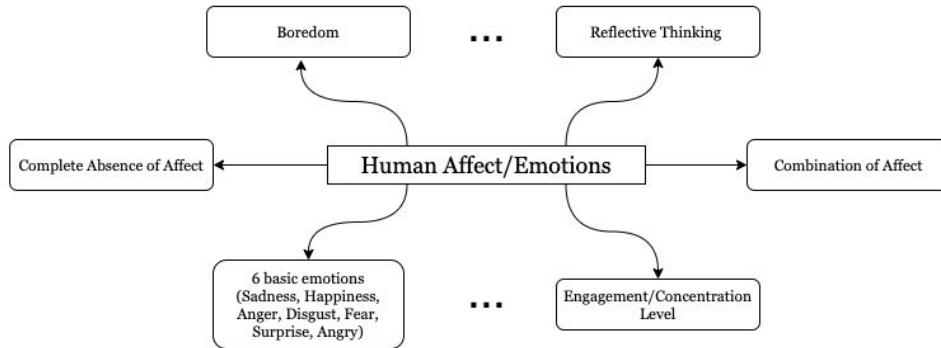 Boredom
...
Reflective Thinking
Complete Absence of Affect
Human Affect/Emotions
Combination of Affect
6 basic emotions
(Sadness, Happiness,
Anger, Disgust, Fear,
Surprise, Angry)
...
Engagement/Concentration
Level